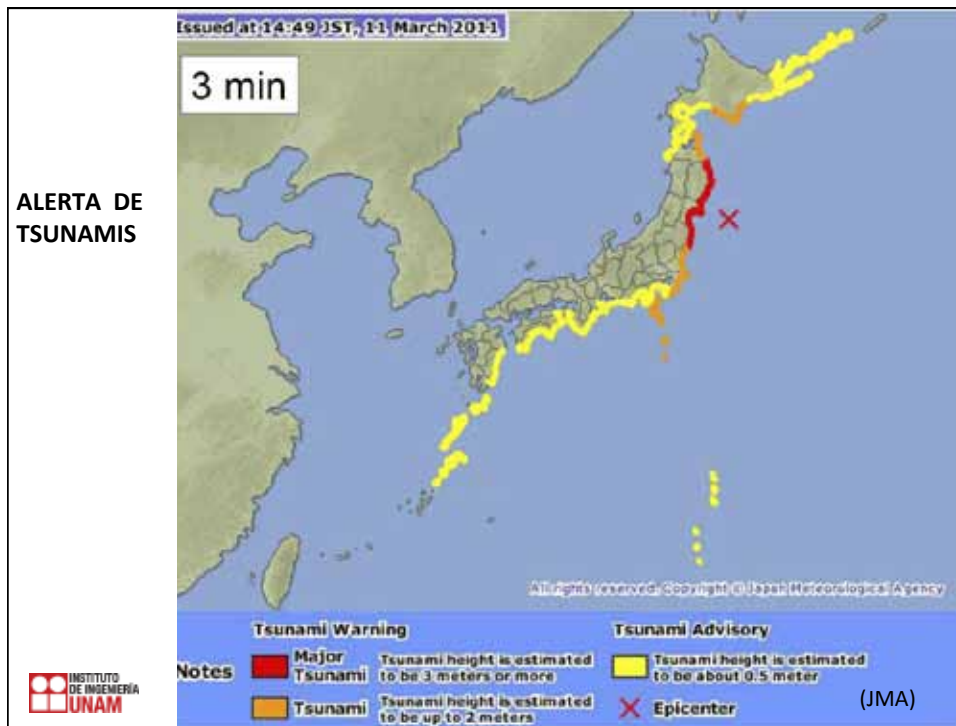 Issued at 14:49 JST, 11 March 2011
3 min
ALERTA DE
TSUNAMIS
All rights reserved. Copyright © Japan Meteorological Agency
Notes
Tsunami Warning
Major
Tsunami
Tsunami height is estimated
to be 3 meters or more
Tsunami
Tsunami height is estimated
to be up to 2 meters
Tsunami Advisory
Tsunami height is estimated
to be about 0.5 meter
Epicenter
(JMA)
INSTITUTO
DE INGENIERÍA
UNAM